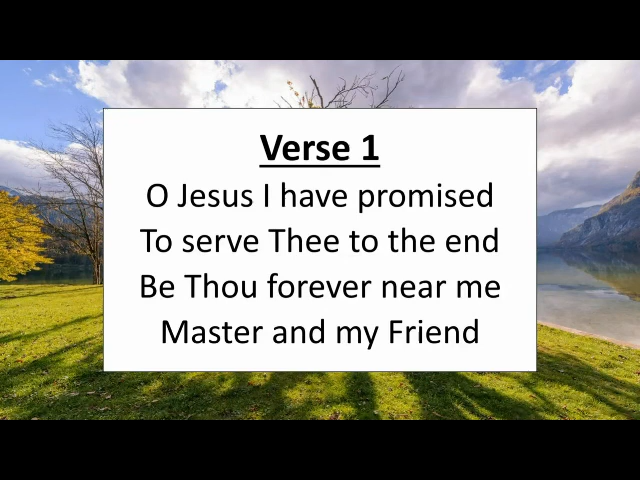 Verse 1
O Jesus I have promised
To serve Thee to the end
Be Thou forever near me
Master and my Friend